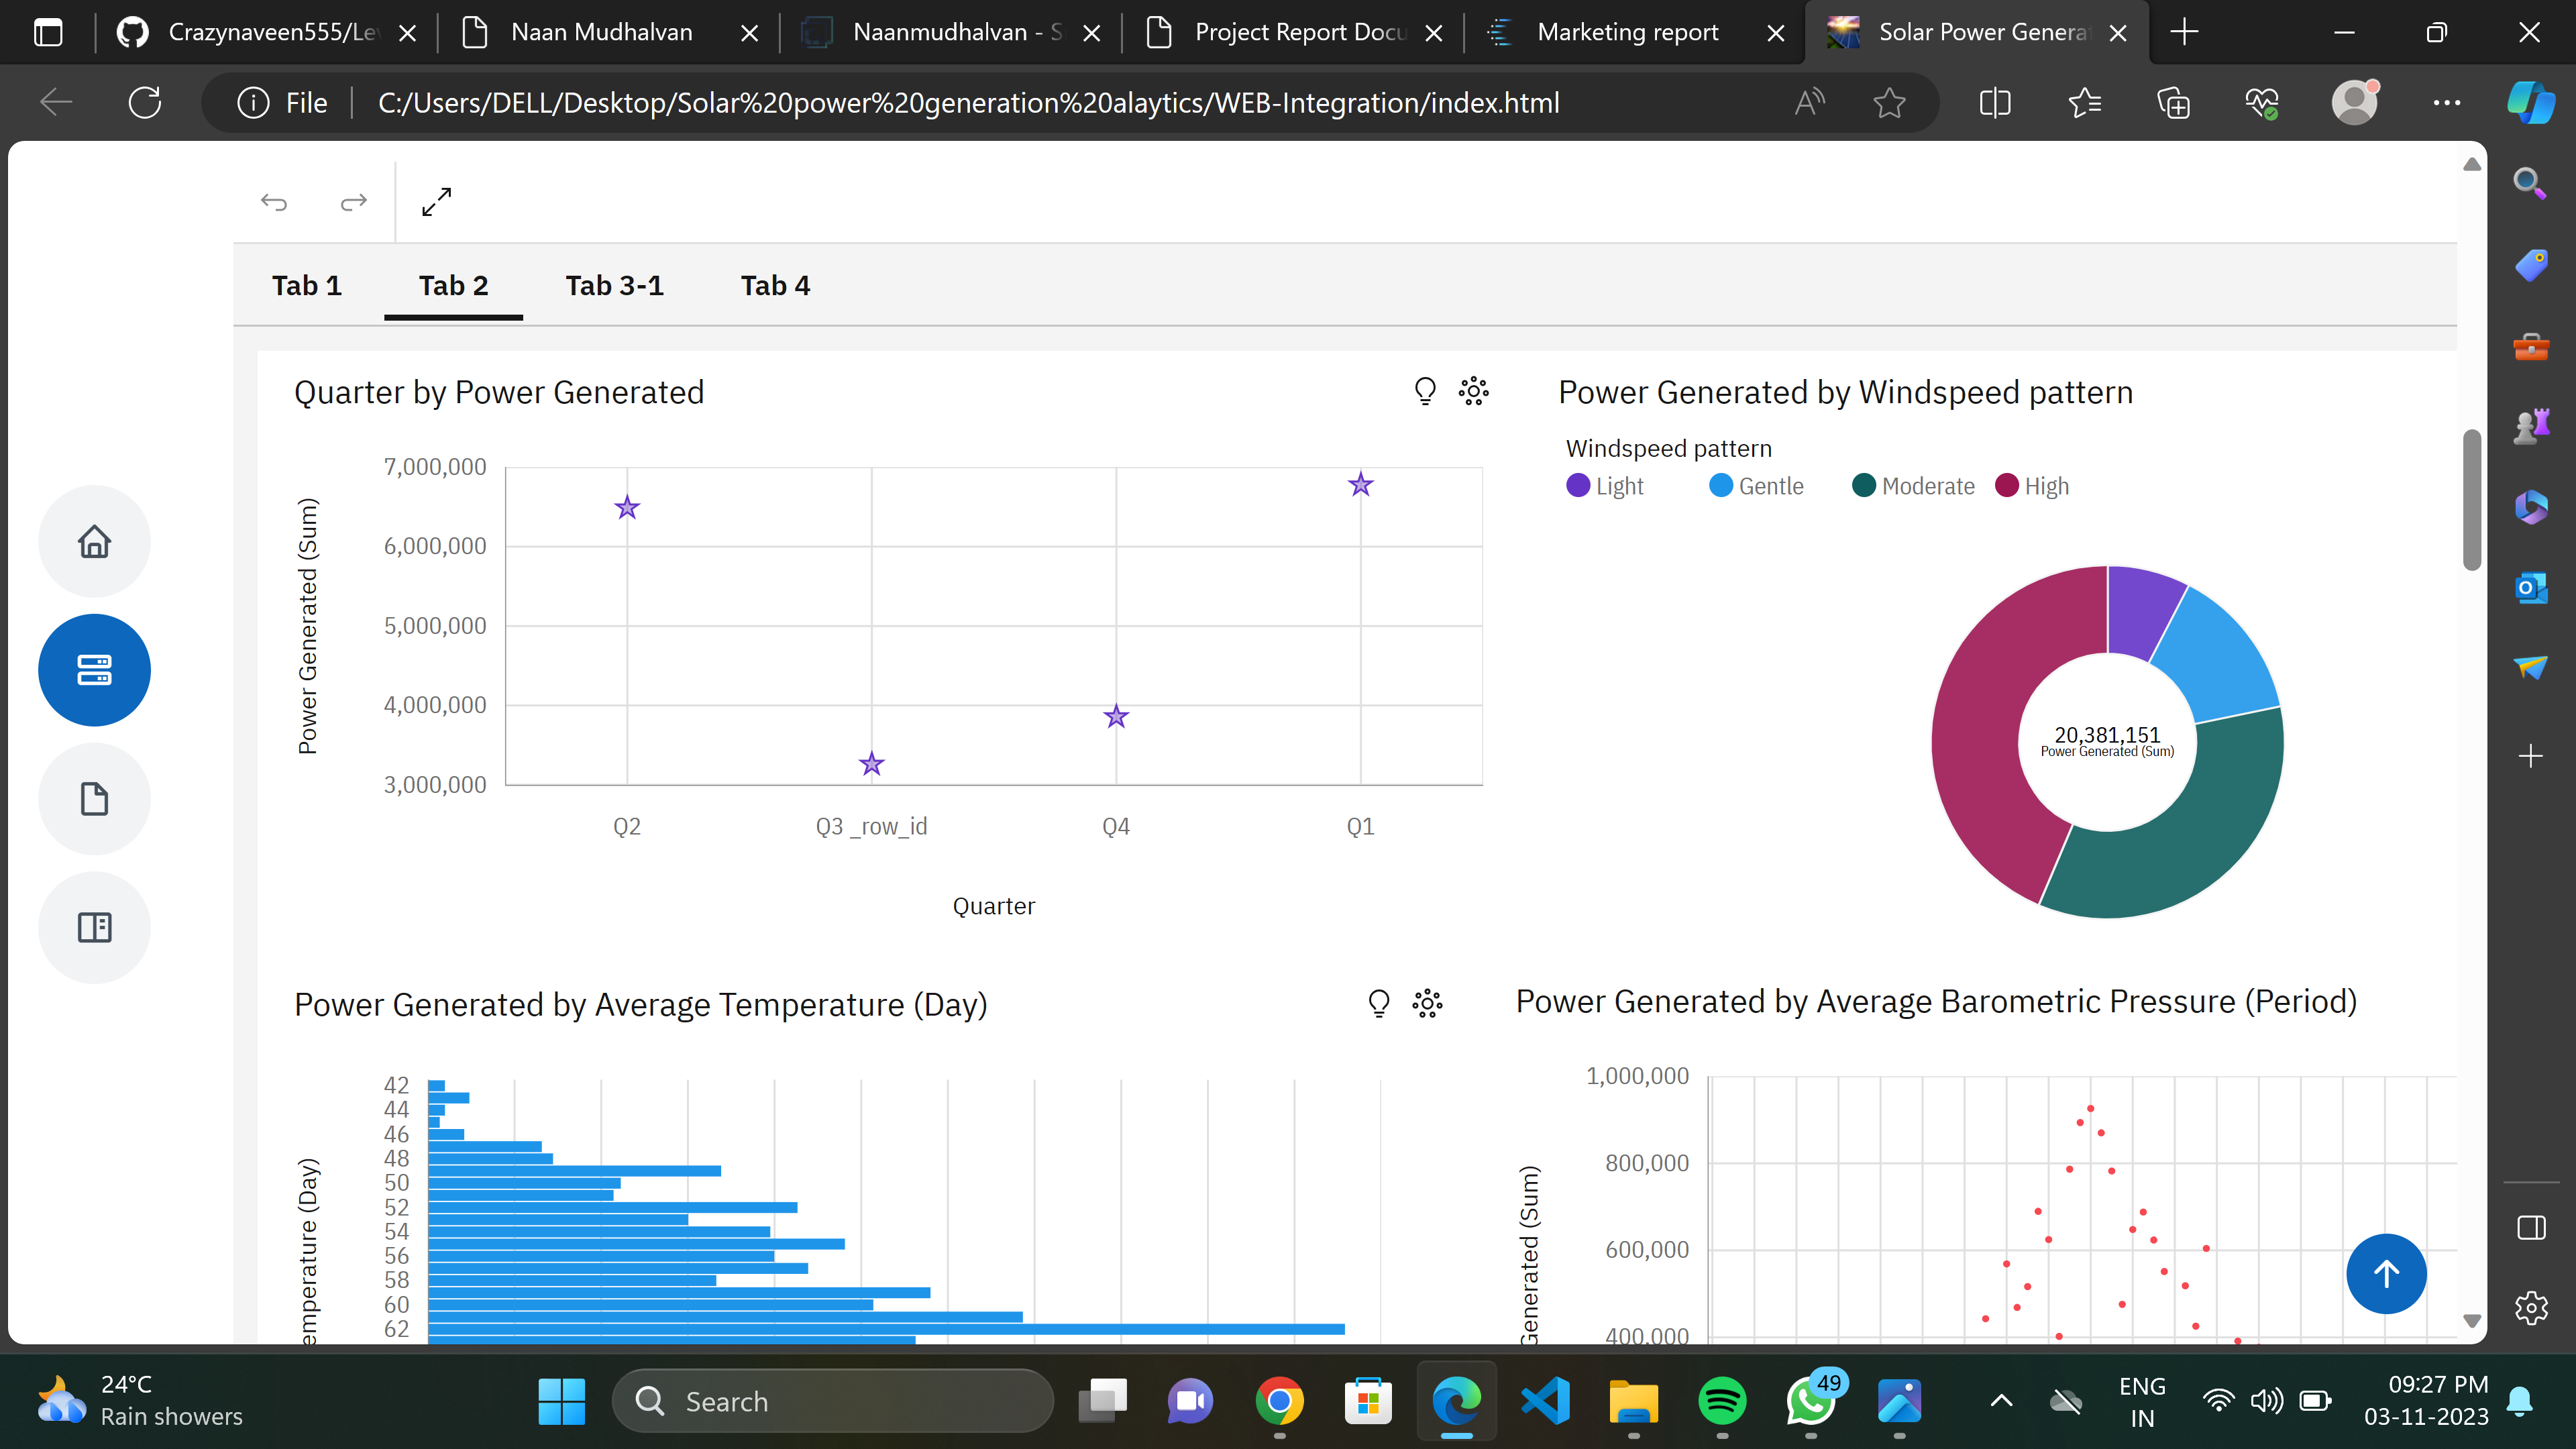 Crazynaveen555/Lev
Naan Mudhalvan
Naanmudhalvan - S
Project Report Docu
Marketing report
Solar Power Generat
File
C:/Users/DELL/Desktop/Solar%20power%20generation%20alaytics/WEB-Integration/index.html
Tab 1
Tab 2
Tab 3-1
Tab 4
Quarter by Power Generated
Power Generated (Sum)
7,000,000
6,000,000
5,000,000
4,000,000
3,000,000
Q2
Q3 _row_id
Q4
Q1
Quarter
Power Generated by Windspeed pattern
Windspeed pattern
Light
Gentle
Moderate
High
20,381,151
Power Generated (Sum)
Power Generated by Average Temperature (Day)
emperature (Day)
42
44
46
48
50
52
54
56
58
60
62
Power Generated by Average Barometric Pressure (Period)
Generated (Sum)
1,000,000
800,000
600,000
400,000
24°C
Rain showers
Search
49
ENG
IN
09:27 PM
03-11-2023